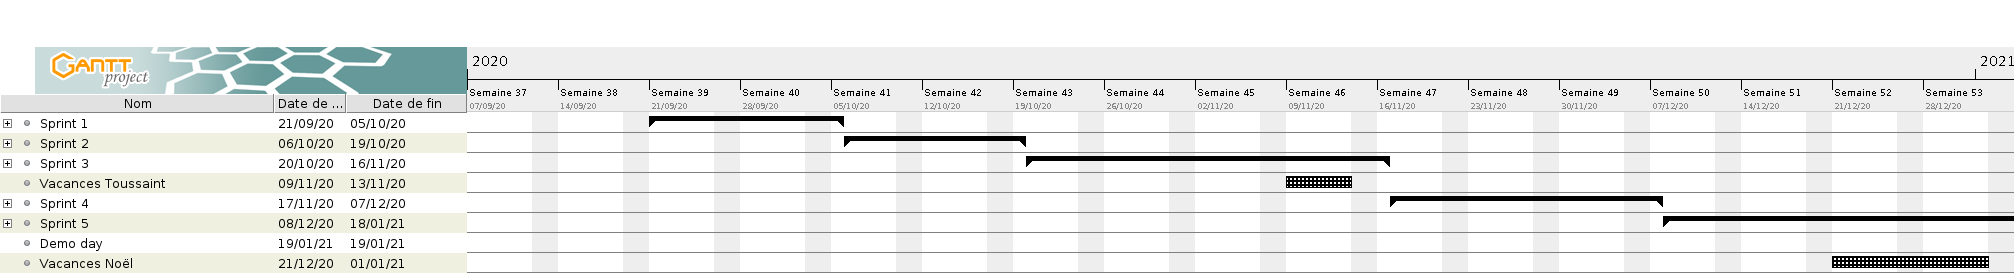 GANTT
project
2020
2021
Semaine 37 Semaine 38 Semaine 39 Semaine 40 Semaine 41 Semaine 42 Semaine 43 Semaine 44 Semaine 45 Semaine 46 Semaine 47 Semaine 48 Semaine 49 Semaine 50 Semaine 51 Semaine 52 Semaine 53
07/09/20 14/09/20 21/09/20 28/09/20 05/10/20 12/10/20 19/10/20 26/10/20 02/11/20 09/11/20 16/11/20 23/11/20 30/11/20 07/12/20 14/12/20 21/12/20 28/12/20
Nom Date de ... Date de fin
Sprint 1 21/09/20 05/10/20
Sprint 2 06/10/20 19/10/20
Sprint 3 20/10/20 16/11/20
Vacances Toussaint 09/11/20 13/11/20
Sprint 4 17/11/20 07/12/20
Sprint 5 08/12/20 18/01/21
Demo day 19/01/21 19/01/21
Vacances Noël 21/12/20 01/01/21